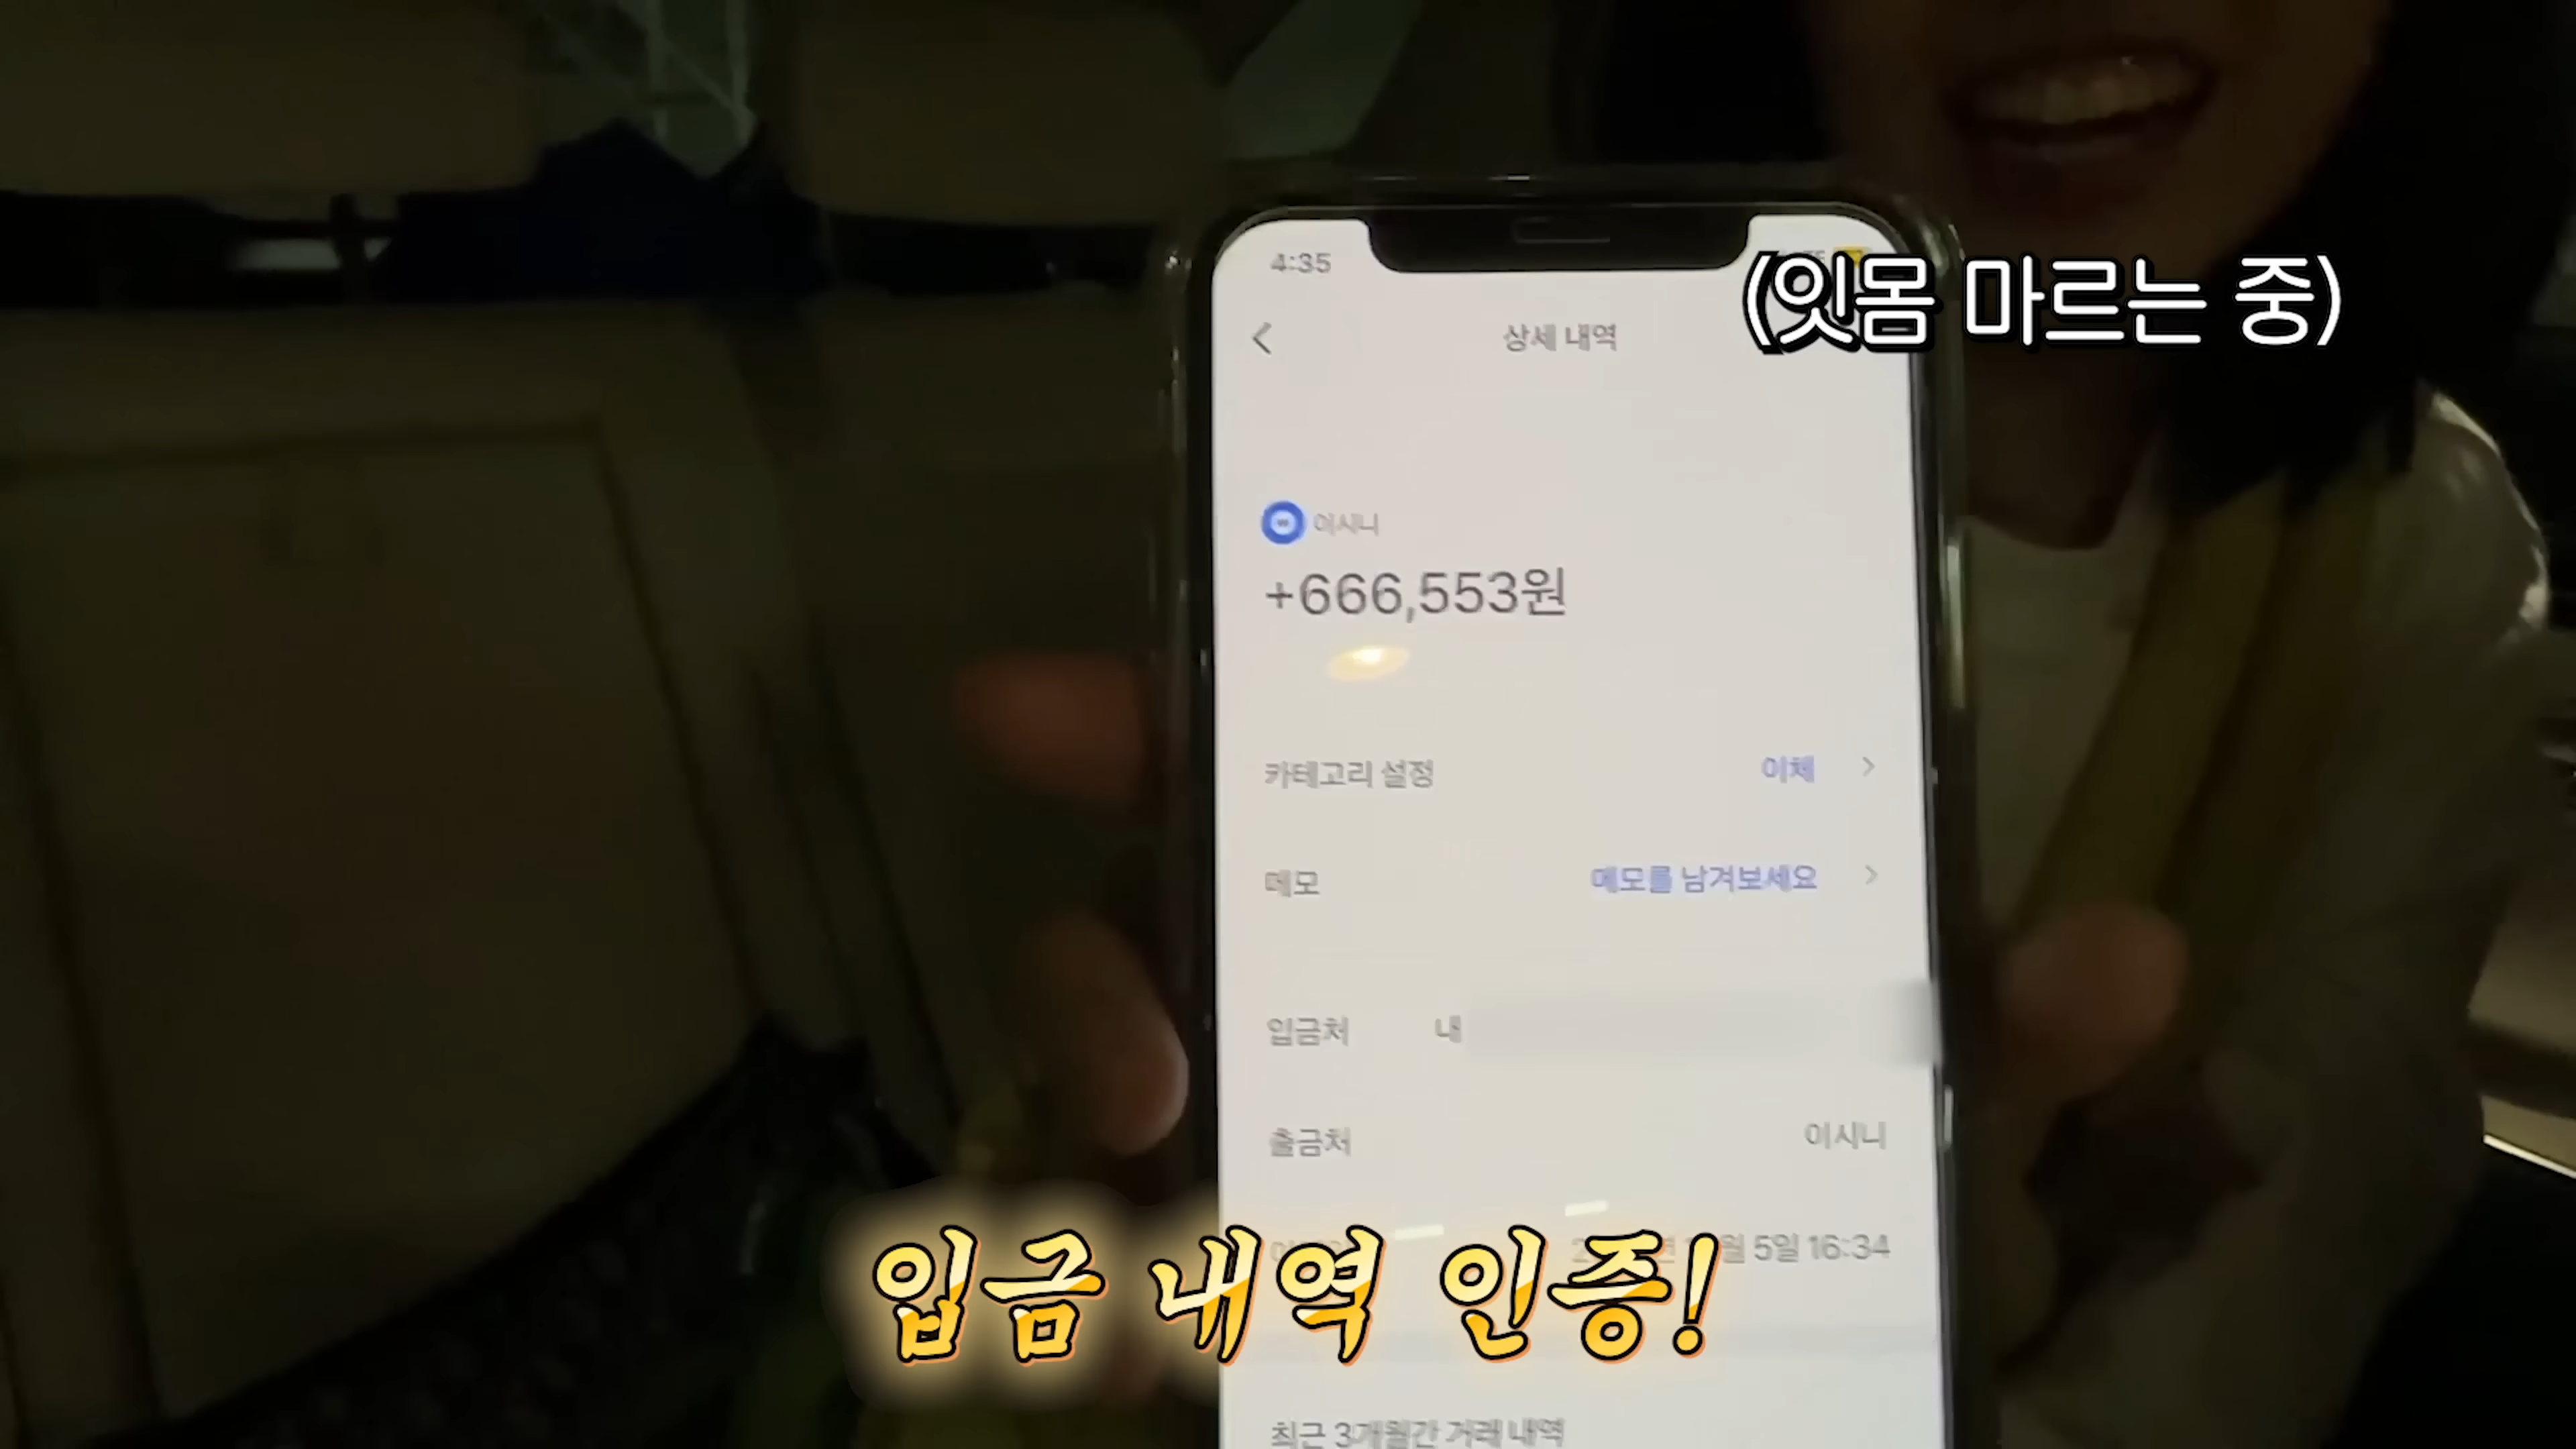 4:35
(잇몸 마르는 중)
상세 내역
이시니
+666,553원
카테고리 설정 이체
메모 메모를 남겨보세요
입금처 내
출금처 이시니
월 5일 16:34
입금 내역 인증!
최근 3개월간 거래 내역